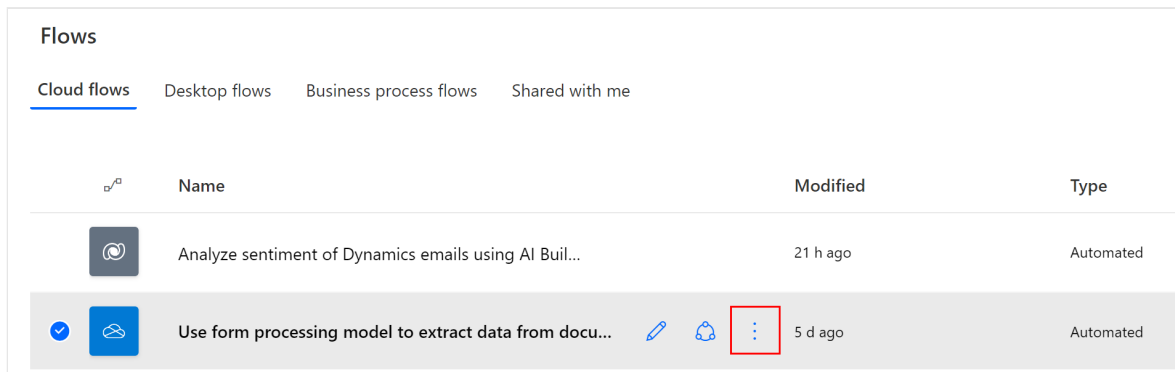 Flows
Cloud flows Desktop flows Business process flows Shared with me
Name Modified Type
Analyze sentiment of Dynamics emails using AI Buil... 21 h ago Automated
Use form processing model to extract data from docu... 5 d ago Automated